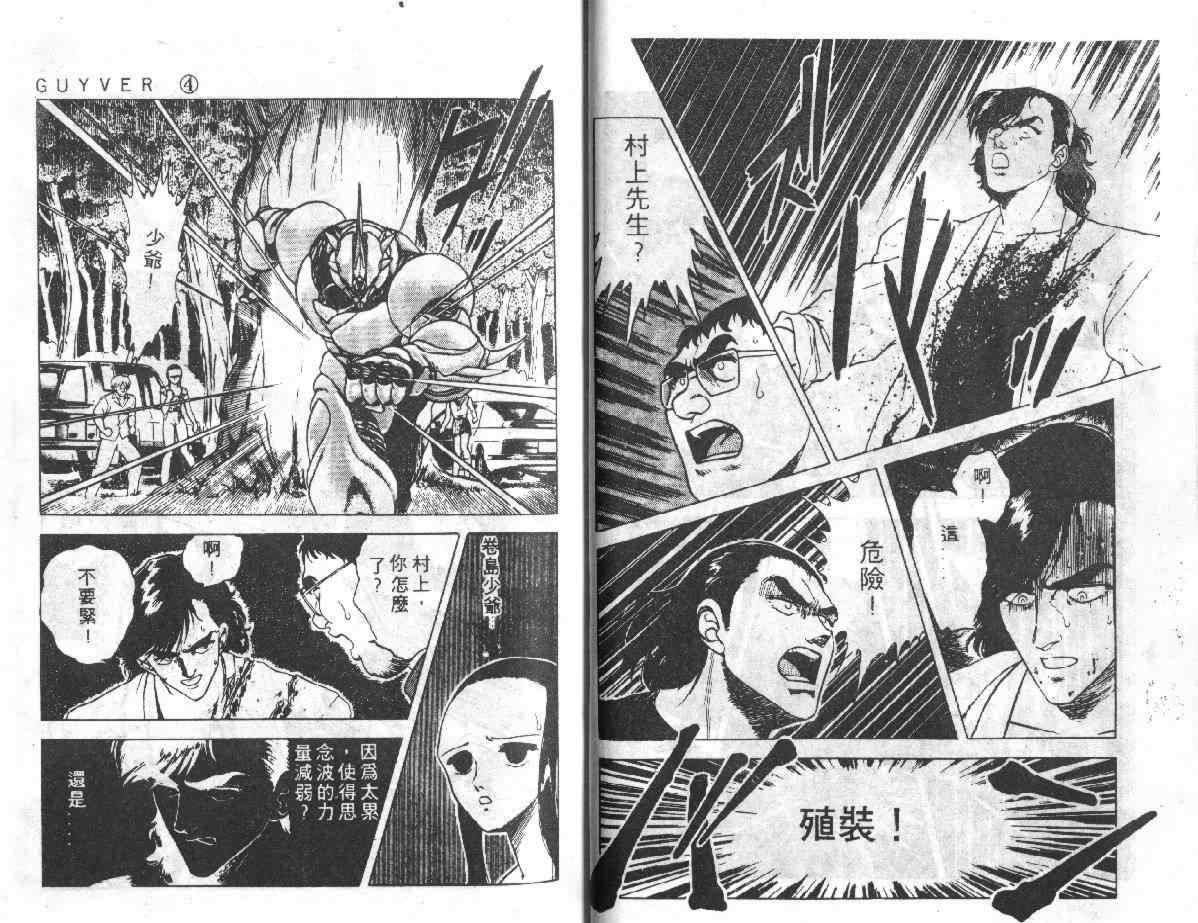 村上先生？
啊！
這…
危險！
殖裝！
GUYVER ④
少爺！
卷島少爺…
村上，
你怎麼
了？
啊！
不要緊！
因爲太累
，使得思
念波的力
量減弱？
還是....